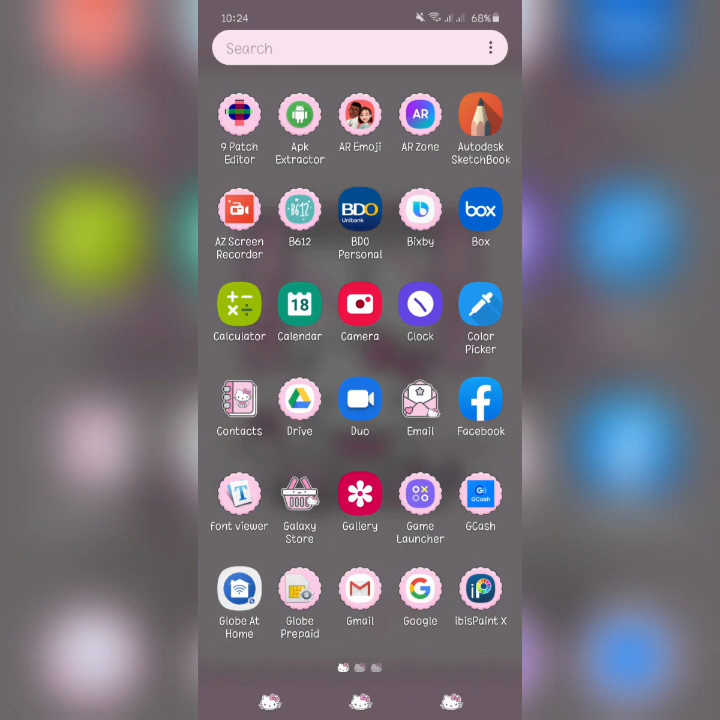 10:24
68%
Search
AR
9 Patch Editor
Apk Extractor
AR Emoji
AR Zone
Autodesk SketchBook
B612
BDO
Unibank
box
AZ Screen Recorder
B612
BDO Personal
Bixby
Box
18
Calculator
Calendar
Camera
Clock
Color Picker
Contacts
Drive
Duo
Email
Facebook
T
G)
GCash
font viewer
Galaxy Store
Gallery
Game Launcher
GCash
iP
Globe At Home
Globe Prepaid
Gmail
Google
ibisPaint X